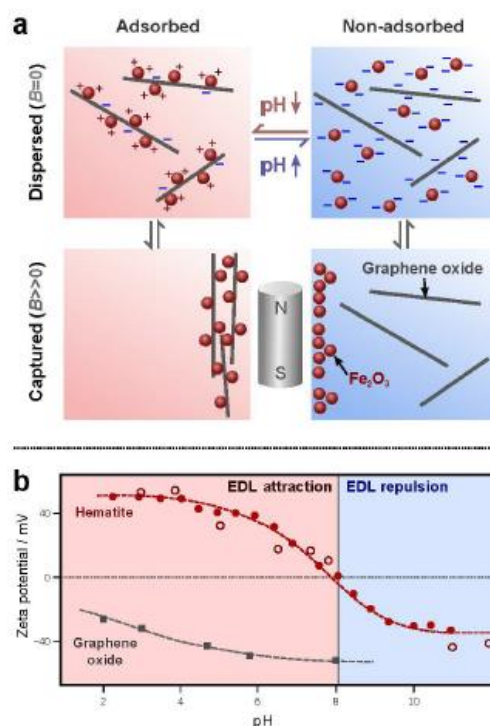 a
Adsorbed
Non-adsorbed
Dispersed (B=0)
pH ↓
pH ↑
Captured (B>>0)
N
S
Graphene oxide
Fe₂O₃
b
EDL attraction
EDL repulsion
Hematite
Graphene
oxide
Zeta potential / mV
40
0
−40
2
4
6
8
10
pH